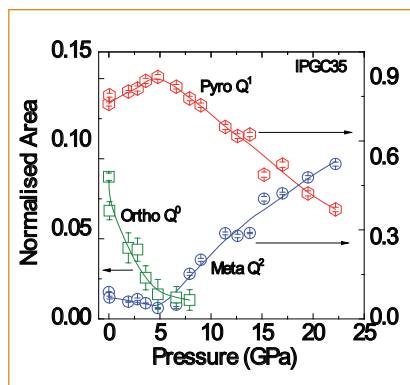 IPGC35
Pyro Q¹
Ortho Q⁰
Meta Q²
Normalised Area
0.15
0.10
0.05
0.00
0.9
0.6
0.3
0.0
0 5 10 15 20 25
Pressure (GPa)